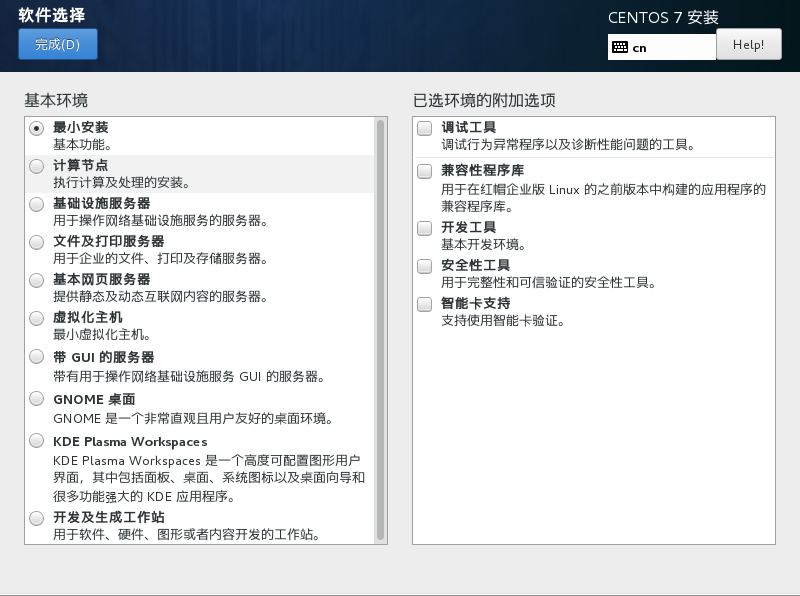 软件选择
完成(D)
CENTOS 7 安装
cn
Help!
基本环境
最小安装
基本功能。
计算节点
执行计算及处理的安装。
基础设施服务器
用于操作网络基础设施服务的服务器。
文件及打印服务器
用于企业的文件、打印及存储服务器。
基本网页服务器
提供静态及动态互联网内容的服务器。
虚拟化主机
最小虚拟化主机。
带 GUI 的服务器
带有用于操作网络基础设施服务 GUI 的服务器。
GNOME 桌面
GNOME 是一个非常直观且用户友好的桌面环境。
KDE Plasma Workspaces
KDE Plasma Workspaces 是一个高度可配置图形用户
界面，其中包括面板、桌面、系统图标以及桌面向导和
很多功能强大的 KDE 应用程序。
开发及生成工作站
用于软件、硬件、图形或者内容开发的工作站。
已选环境的附加选项
调试工具
调试行为异常程序以及诊断性能问题的工具。
兼容性程序库
用于在红帽企业版 Linux 的之前版本中构建的应用程序的
兼容程序库。
开发工具
基本开发环境。
安全性工具
用于完整性和可信验证的安全性工具。
智能卡支持
支持使用智能卡验证。